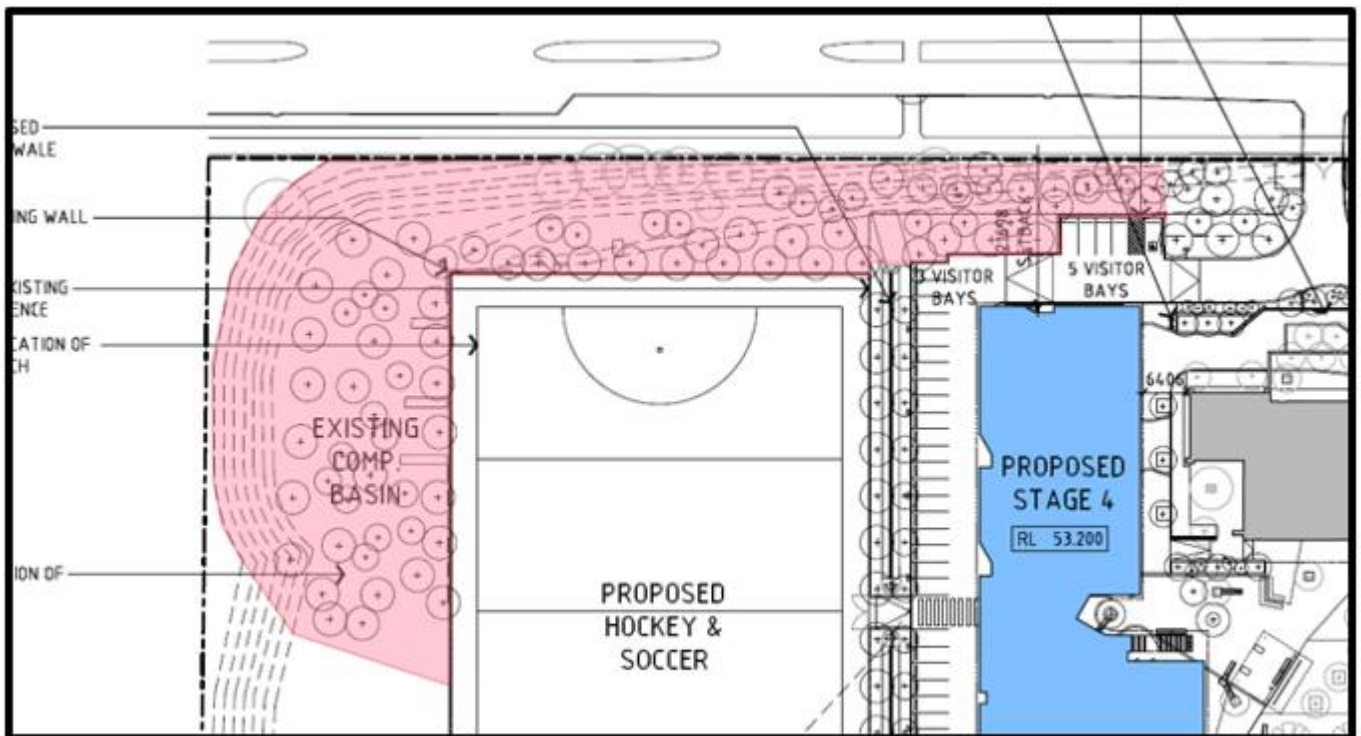 SED
WALE
ING WALL
XISTING
ENCE
CATION OF
CH
ION OF
EXISTING
COMP.
BASIN
21698
SETBACK
3 VISITOR
BAYS
5 VISITOR
BAYS
6406
PROPOSED
STAGE 4
RL 53.200
PROPOSED
HOCKEY &
SOCCER